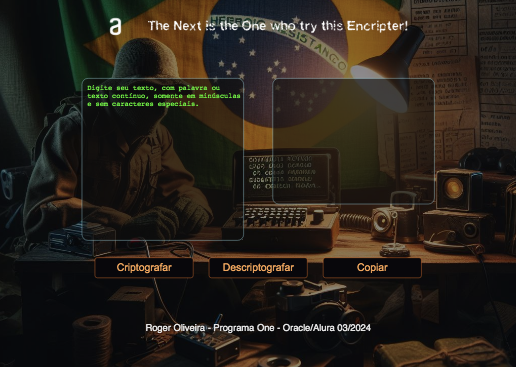 a
The Next is the One who try this Encripter!
Digite seu texto, com palavra ou
texto contínuo, somente em minúsculas
e sem caracteres especiais.
Criptografar
Descriptografar
Copiar
Roger Oliveira - Programa One - Oracle/Alura 03/2024